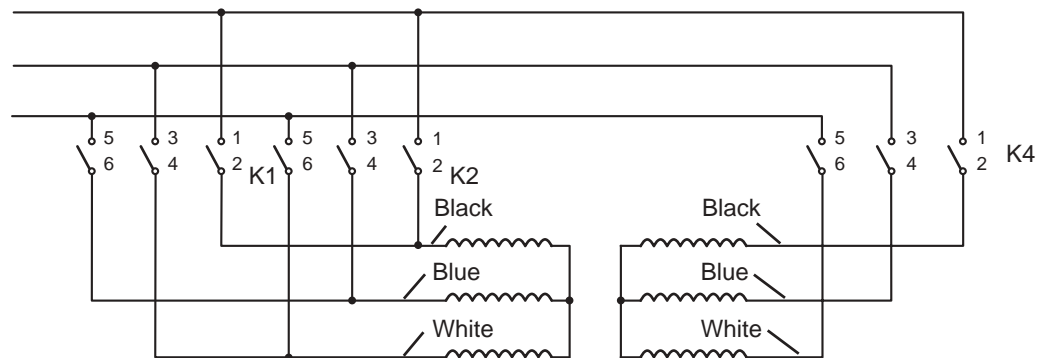 5 3 1 5 3 1 5 3 1
6 4 2 K1 6 4 2 K2 6 4 2 K4
Black Black
Blue Blue
White White